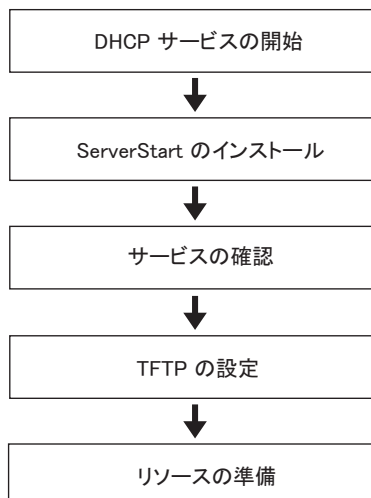 DHCP サービスの開始
ServerStart のインストール
サービスの確認
TFTP の設定
リソースの準備